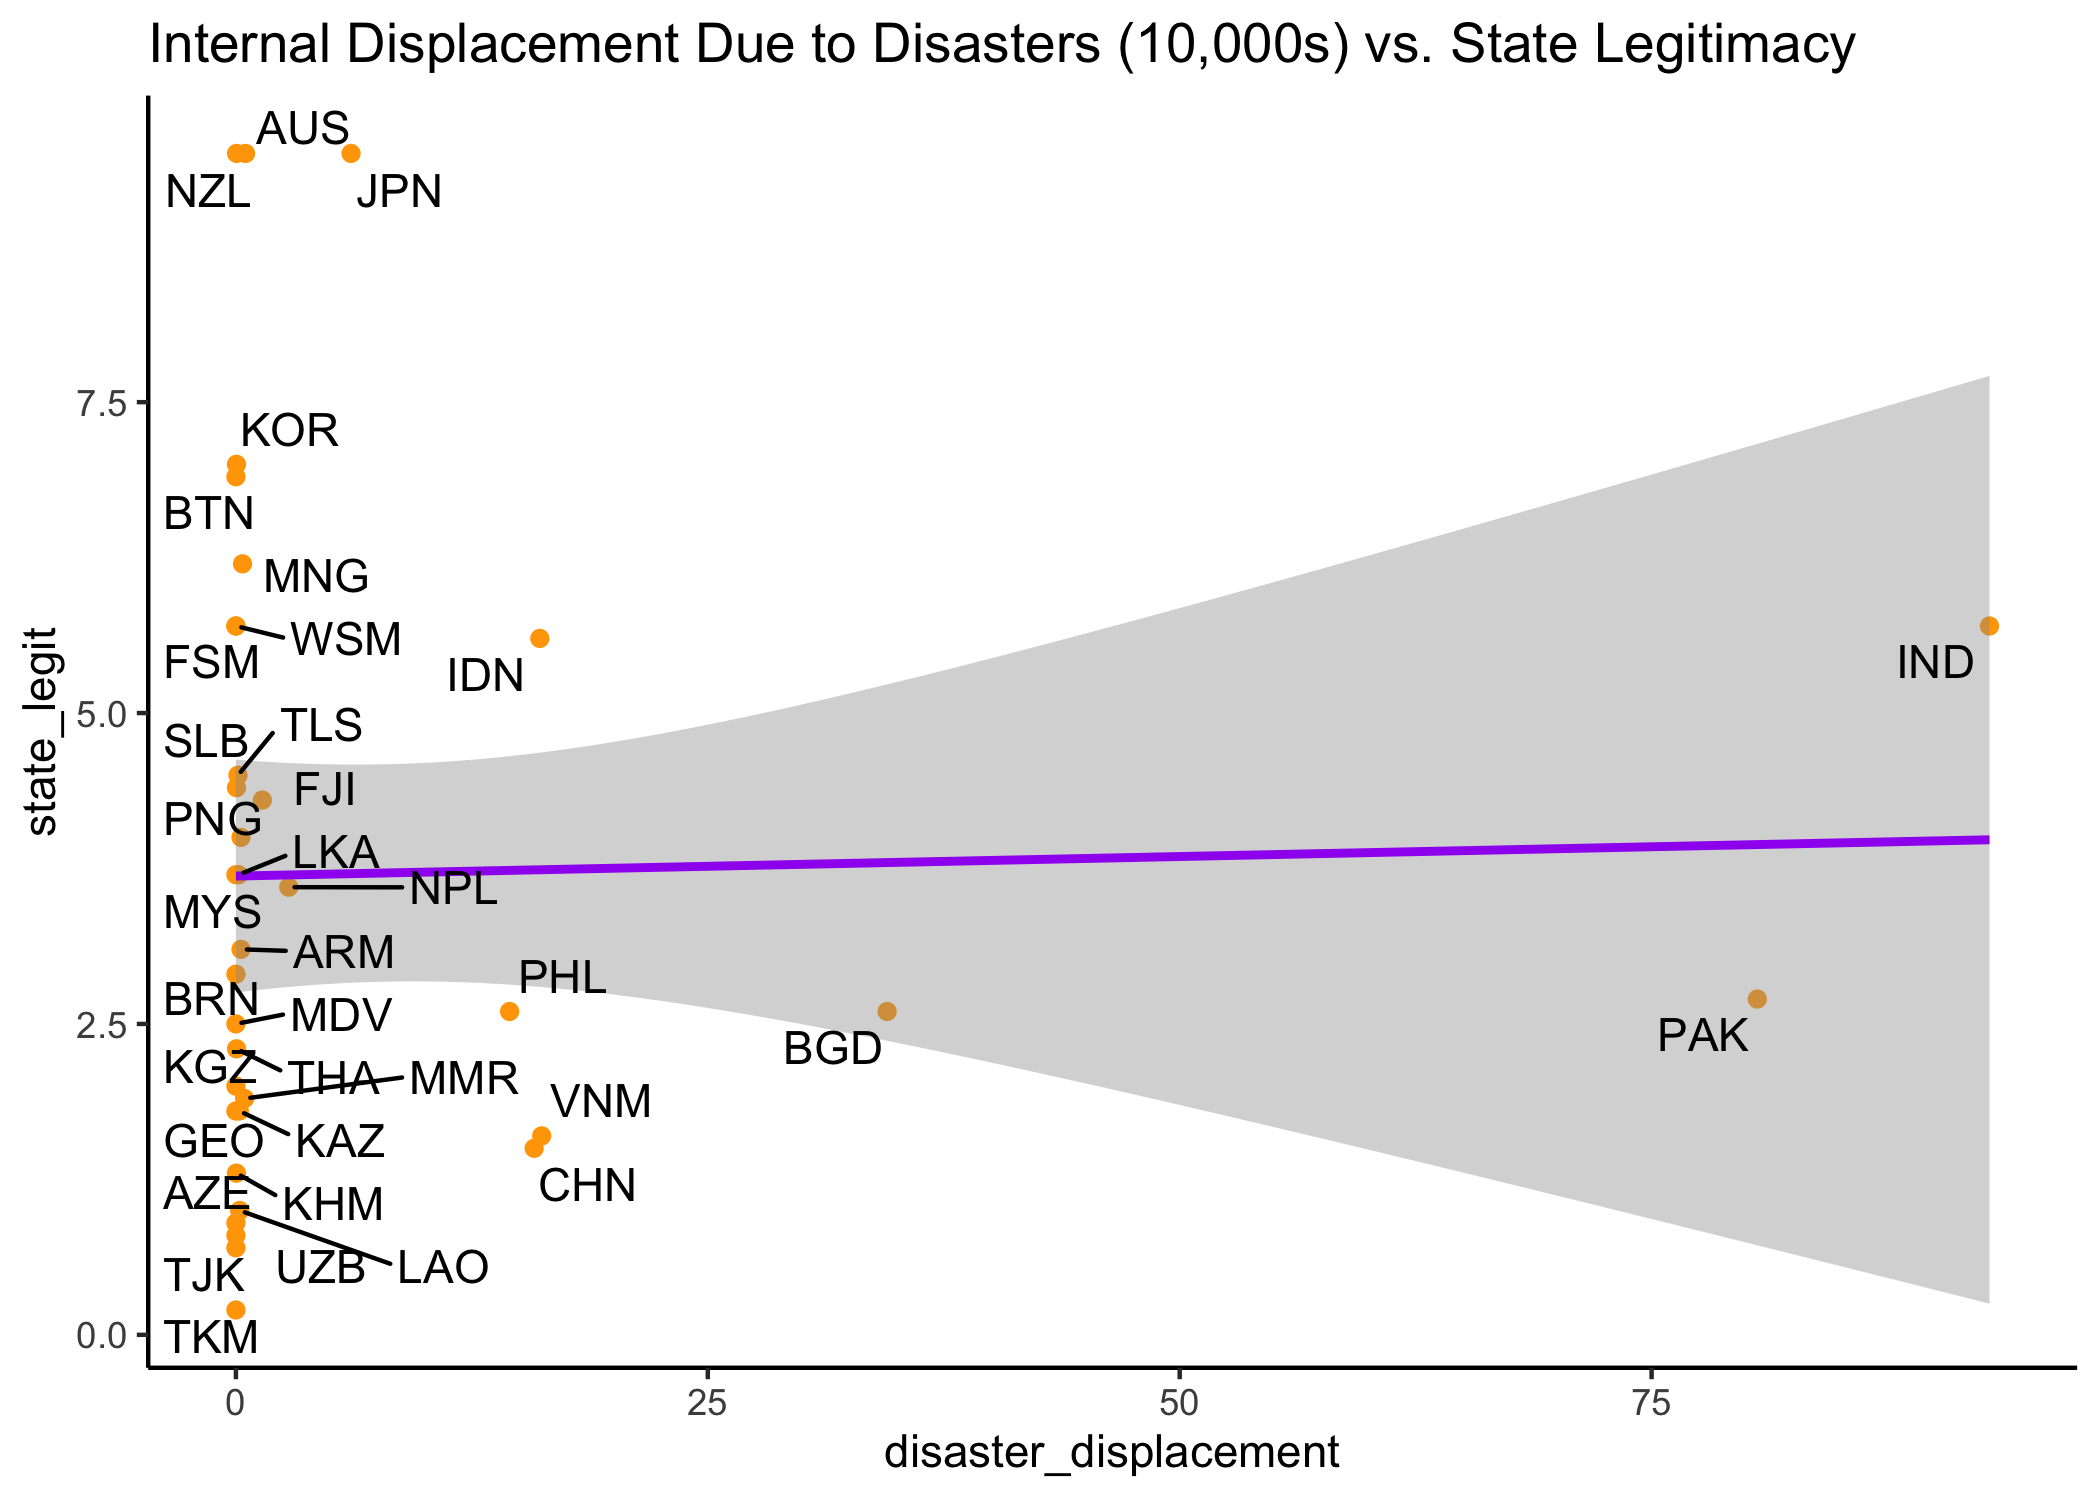 Internal Displacement Due to Disasters (10,000s) vs. State Legitimacy
AUS
NZL
JPN
7.5
KOR
BTN
MNG
WSM
FSM
IDN
IND
state_legit
5.0
TLS
SLB
FJI
PNG
LKA
NPL
MYS
ARM
PHL
BRN
MDV
2.5
BGD
PAK
KGZ
THA
MMR
VNM
GEO
KAZ
CHN
AZE
KHM
UZB
LAO
TJK
0.0
TKM
0
25
50
75
disaster_displacement